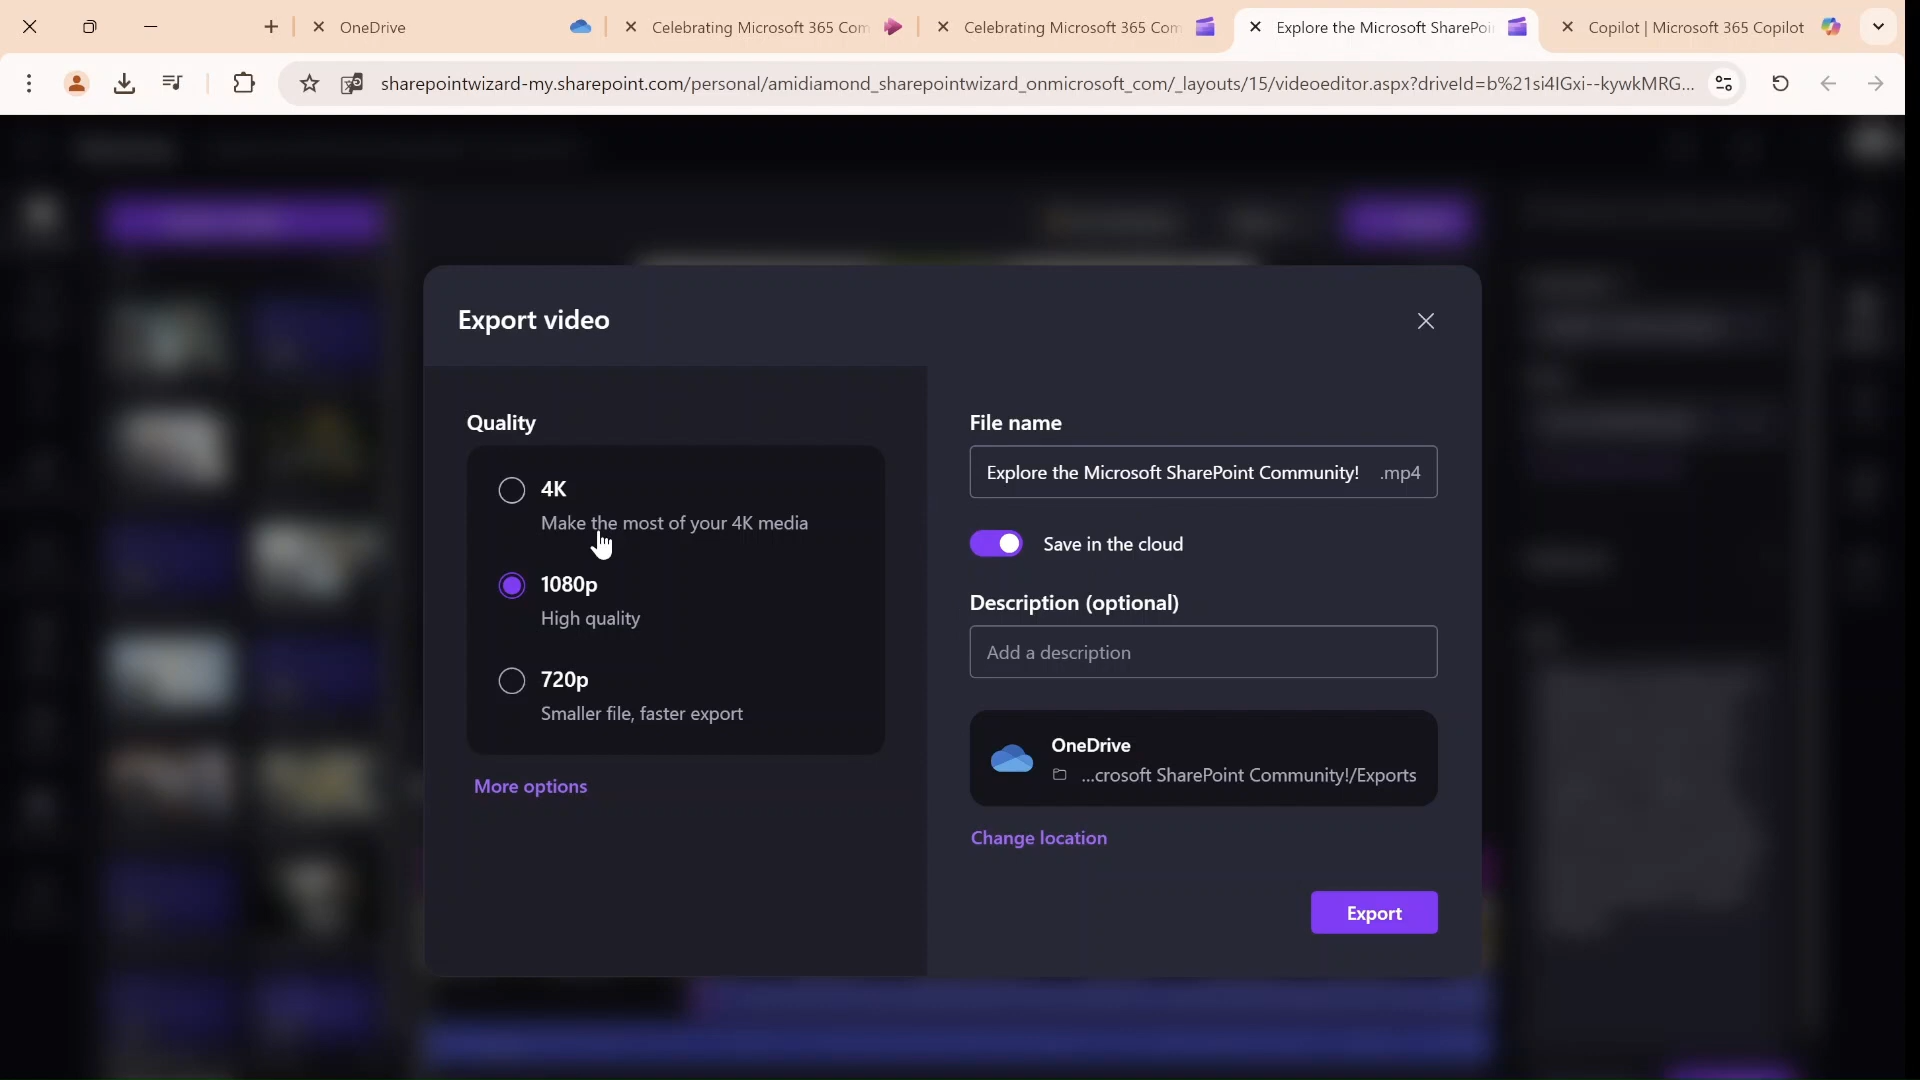 OneDrive
Celebrating Microsoft 365 Com
Celebrating Microsoft 365 Com
Explore the Microsoft SharePoi
Copilot | Microsoft 365 Copilot
sharepointwizard-my.sharepoint.com/personal/amidiamond_sharepointwizard_onmicrosoft_com/_layouts/15/videoeditor.aspx?driveId=b%21si4IGxi--kywkMRG...
Export video
Quality
4K
Make the most of your 4K media
1080p
High quality
720p
Smaller file, faster export
More options
File name
Explore the Microsoft SharePoint Community! .mp4
Save in the cloud
Description (optional)
Add a description
OneDrive
...crosoft SharePoint Community!/Exports
Change location
Export